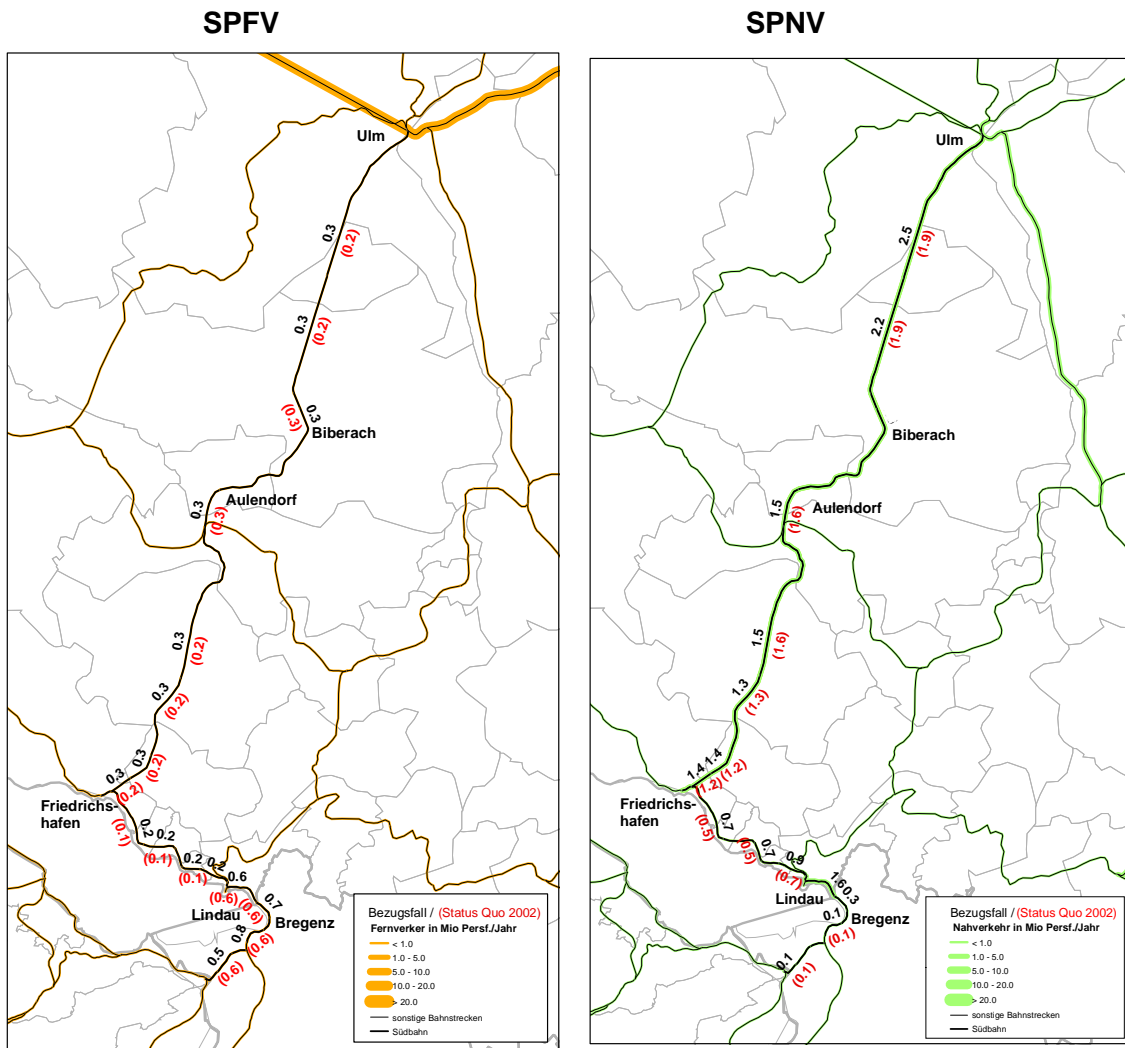 SPFV
Ulm
0.3
(0.2)
0.3
(0.2)
0.3
(0.3)
Biberach
Aulendorf
0.3
(0.3)
0.3
(0.2)
0.3
(0.2)
0.3
0.3
(0.2)
(0.2)
Friedrichs-
hafen
0.2
0.2
(0.1)
(0.1)
0.2
0.2
(0.1)
0.6
(0.6)
0.7
(0.6)
Lindau
Bregenz
0.8
(0.6)
0.5
(0.6)
Bezugsfall / (Status Quo 2002)
Fernverkehr in Mio Persf./Jahr
< 1.0
1.0 - 5.0
5.0 - 10.0
10.0 - 20.0
> 20.0
sonstige Bahnstrecken
Südbahn
SPNV
Ulm
2.5
(1.9)
2.2
(1.9)
Biberach
Aulendorf
1.5
(1.6)
1.5
(1.6)
1.3
(1.3)
1.4
1.4
(1.2)
(1.2)
Friedrichs-
hafen
0.7
(0.5)
0.7
(0.5)
0.9
(0.7)
1.6
0.3
Lindau
Bregenz
0.1
(0.1)
0.1
(0.1)
Bezugsfall / (Status Quo 2002)
Nahverkehr in Mio Persf./Jahr
< 1.0
1.0 - 5.0
5.0 - 10.0
10.0 - 20.0
> 20.0
sonstige Bahnstrecken
Südbahn